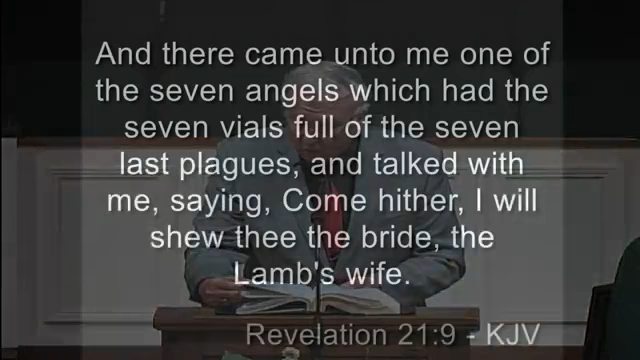 And there came unto me one of
the seven angels which had the
seven vials full of the seven
last plagues, and talked with
me, saying, Come hither, I will
shew thee the bride, the
Lamb's wife.
Revelation 21:9 - KJV